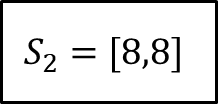 S₂ = [8,8]